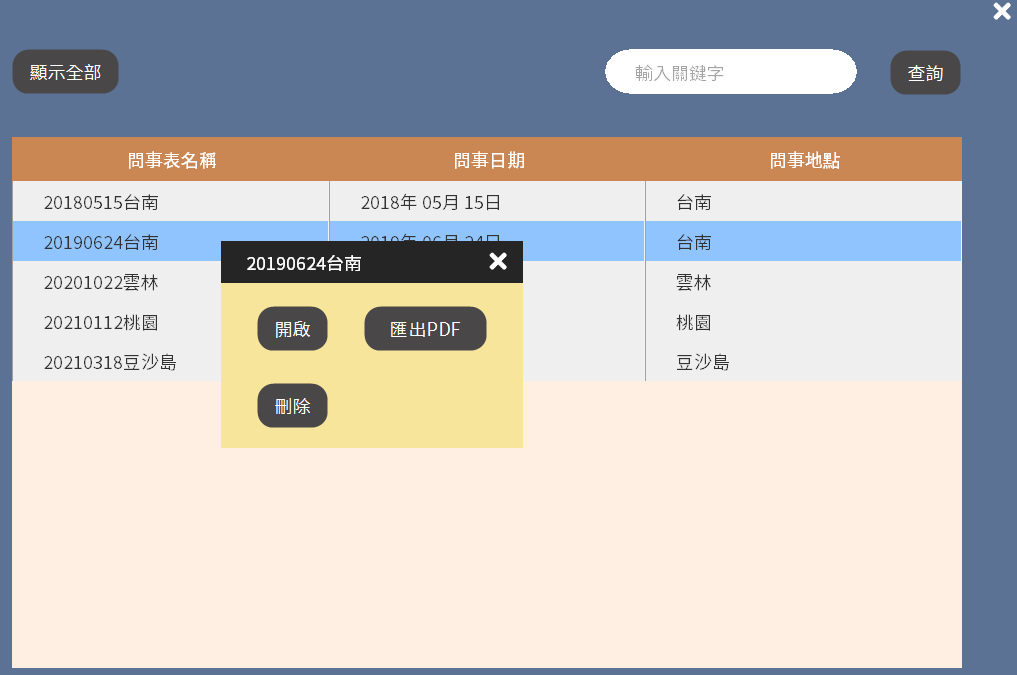 顯示全部
輸入關鍵字
查詢
問事表名稱 問事日期 問事地點
20180515台南 2018年 05月 15日 台南
20190624台南 2019年 06月 24日 台南
20201022雲林 雲林
20210112桃園 桃園
20210318豆沙島 豆沙島
20190624台南
開啟 匯出PDF
刪除